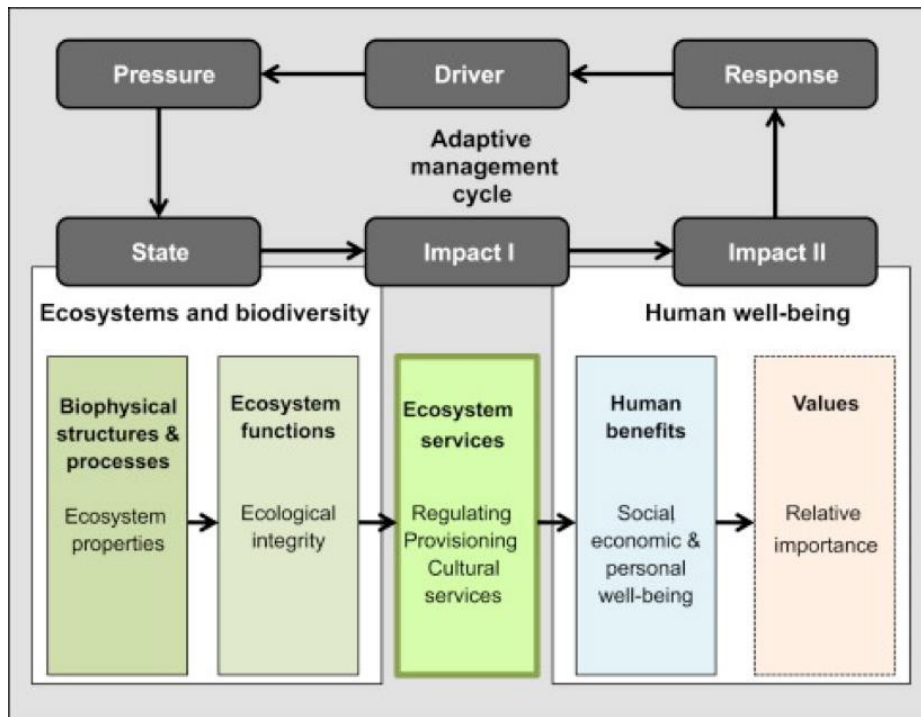 Pressure
Driver
Response
Adaptive
management
cycle
State
Impact I
Impact II
Ecosystems and biodiversity
Human well-being
Biophysical
structures &
processes
Ecosystem
properties
Ecosystem
functions
Ecological
integrity
Ecosystem
services
Regulating
Provisioning
Cultural
services
Human
benefits
Social,
economic &
personal
well-being
Values
Relative
importance